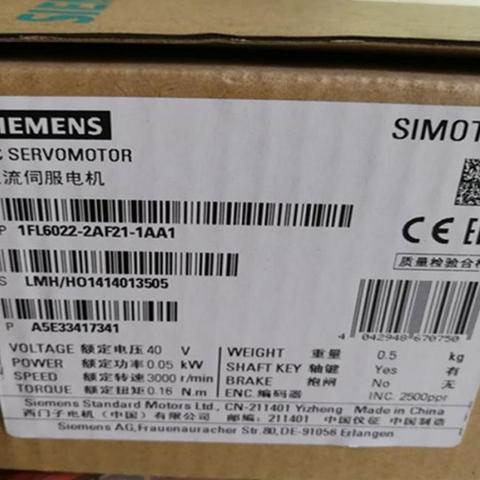 SIEMENS
SIEMENS
SIMOT
C SERVOMOTOR
流伺服电机
P 1FL6022-2AF21-1AA1
S LMH/HO1414013505
P A5E33417341
CE
质量检验合格
4 042948 670750
VOLTAGE 额定电压 40 V
POWER 额定功率 0.05 kW
SPEED 额定转速 3000 r/min
TORQUE 额定扭矩 0.16 N.m
WEIGHT 重量 0.5 kg
SHAFT KEY 轴键 Yes 有
BRAKE 抱闸 No 无
ENC. 编码器 INC. 2500ppr
Siemens Standard Motors Ltd., CN-211401 Yizheng Made in China
西门子电机（中国）有限公司 邮编: 211401 中国仪征 中国制造
Siemens AG, Frauenauracher Str.80, DE-91056 Erlangen